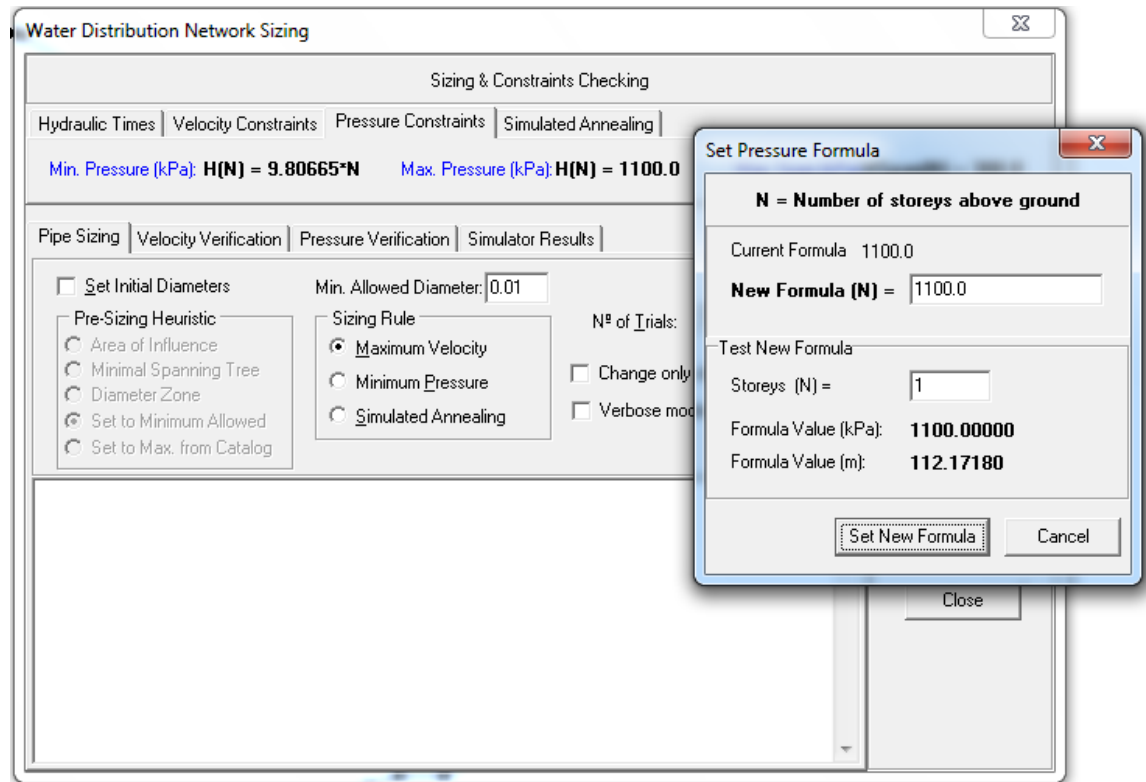 Water Distribution Network Sizing
Sizing & Constraints Checking
Hydraulic Times Velocity Constraints Pressure Constraints Simulated Annealing
Min. Pressure (kPa): H(N) = 9.80665*N Max. Pressure (kPa): H(N) = 1100.0
Pipe Sizing Velocity Verification Pressure Verification Simulator Results
Set Initial Diameters Min. Allowed Diameter: 0.01
Pre-Sizing Heuristic Sizing Rule Nº of Trials:
Area of Influence Maximum Velocity
Minimal Spanning Tree Minimum Pressure Change only
Diameter Zone
Set to Minimum Allowed Simulated Annealing Verbose mod
Set to Max. from Catalog
Close
Set Pressure Formula
N = Number of storeys above ground
Current Formula 1100.0
New Formula (N) = 1100.0
Test New Formula
Storeys (N) = 1
Formula Value (kPa): 1100.00000
Formula Value (m): 112.17180
Set New Formula Cancel